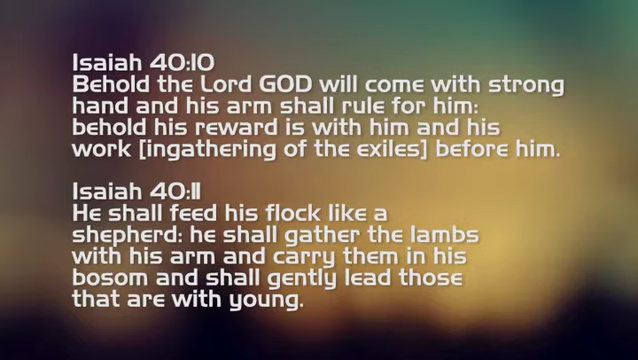 Isaiah 40:10
Behold the Lord GOD will come with strong
hand and his arm shall rule for him:
behold his reward is with him and his
work [ingathering of the exiles] before him.
Isaiah 40:11
He shall feed his flock like a
shepherd: he shall gather the lambs
with his arm and carry them in his
bosom and shall gently lead those
that are with young.